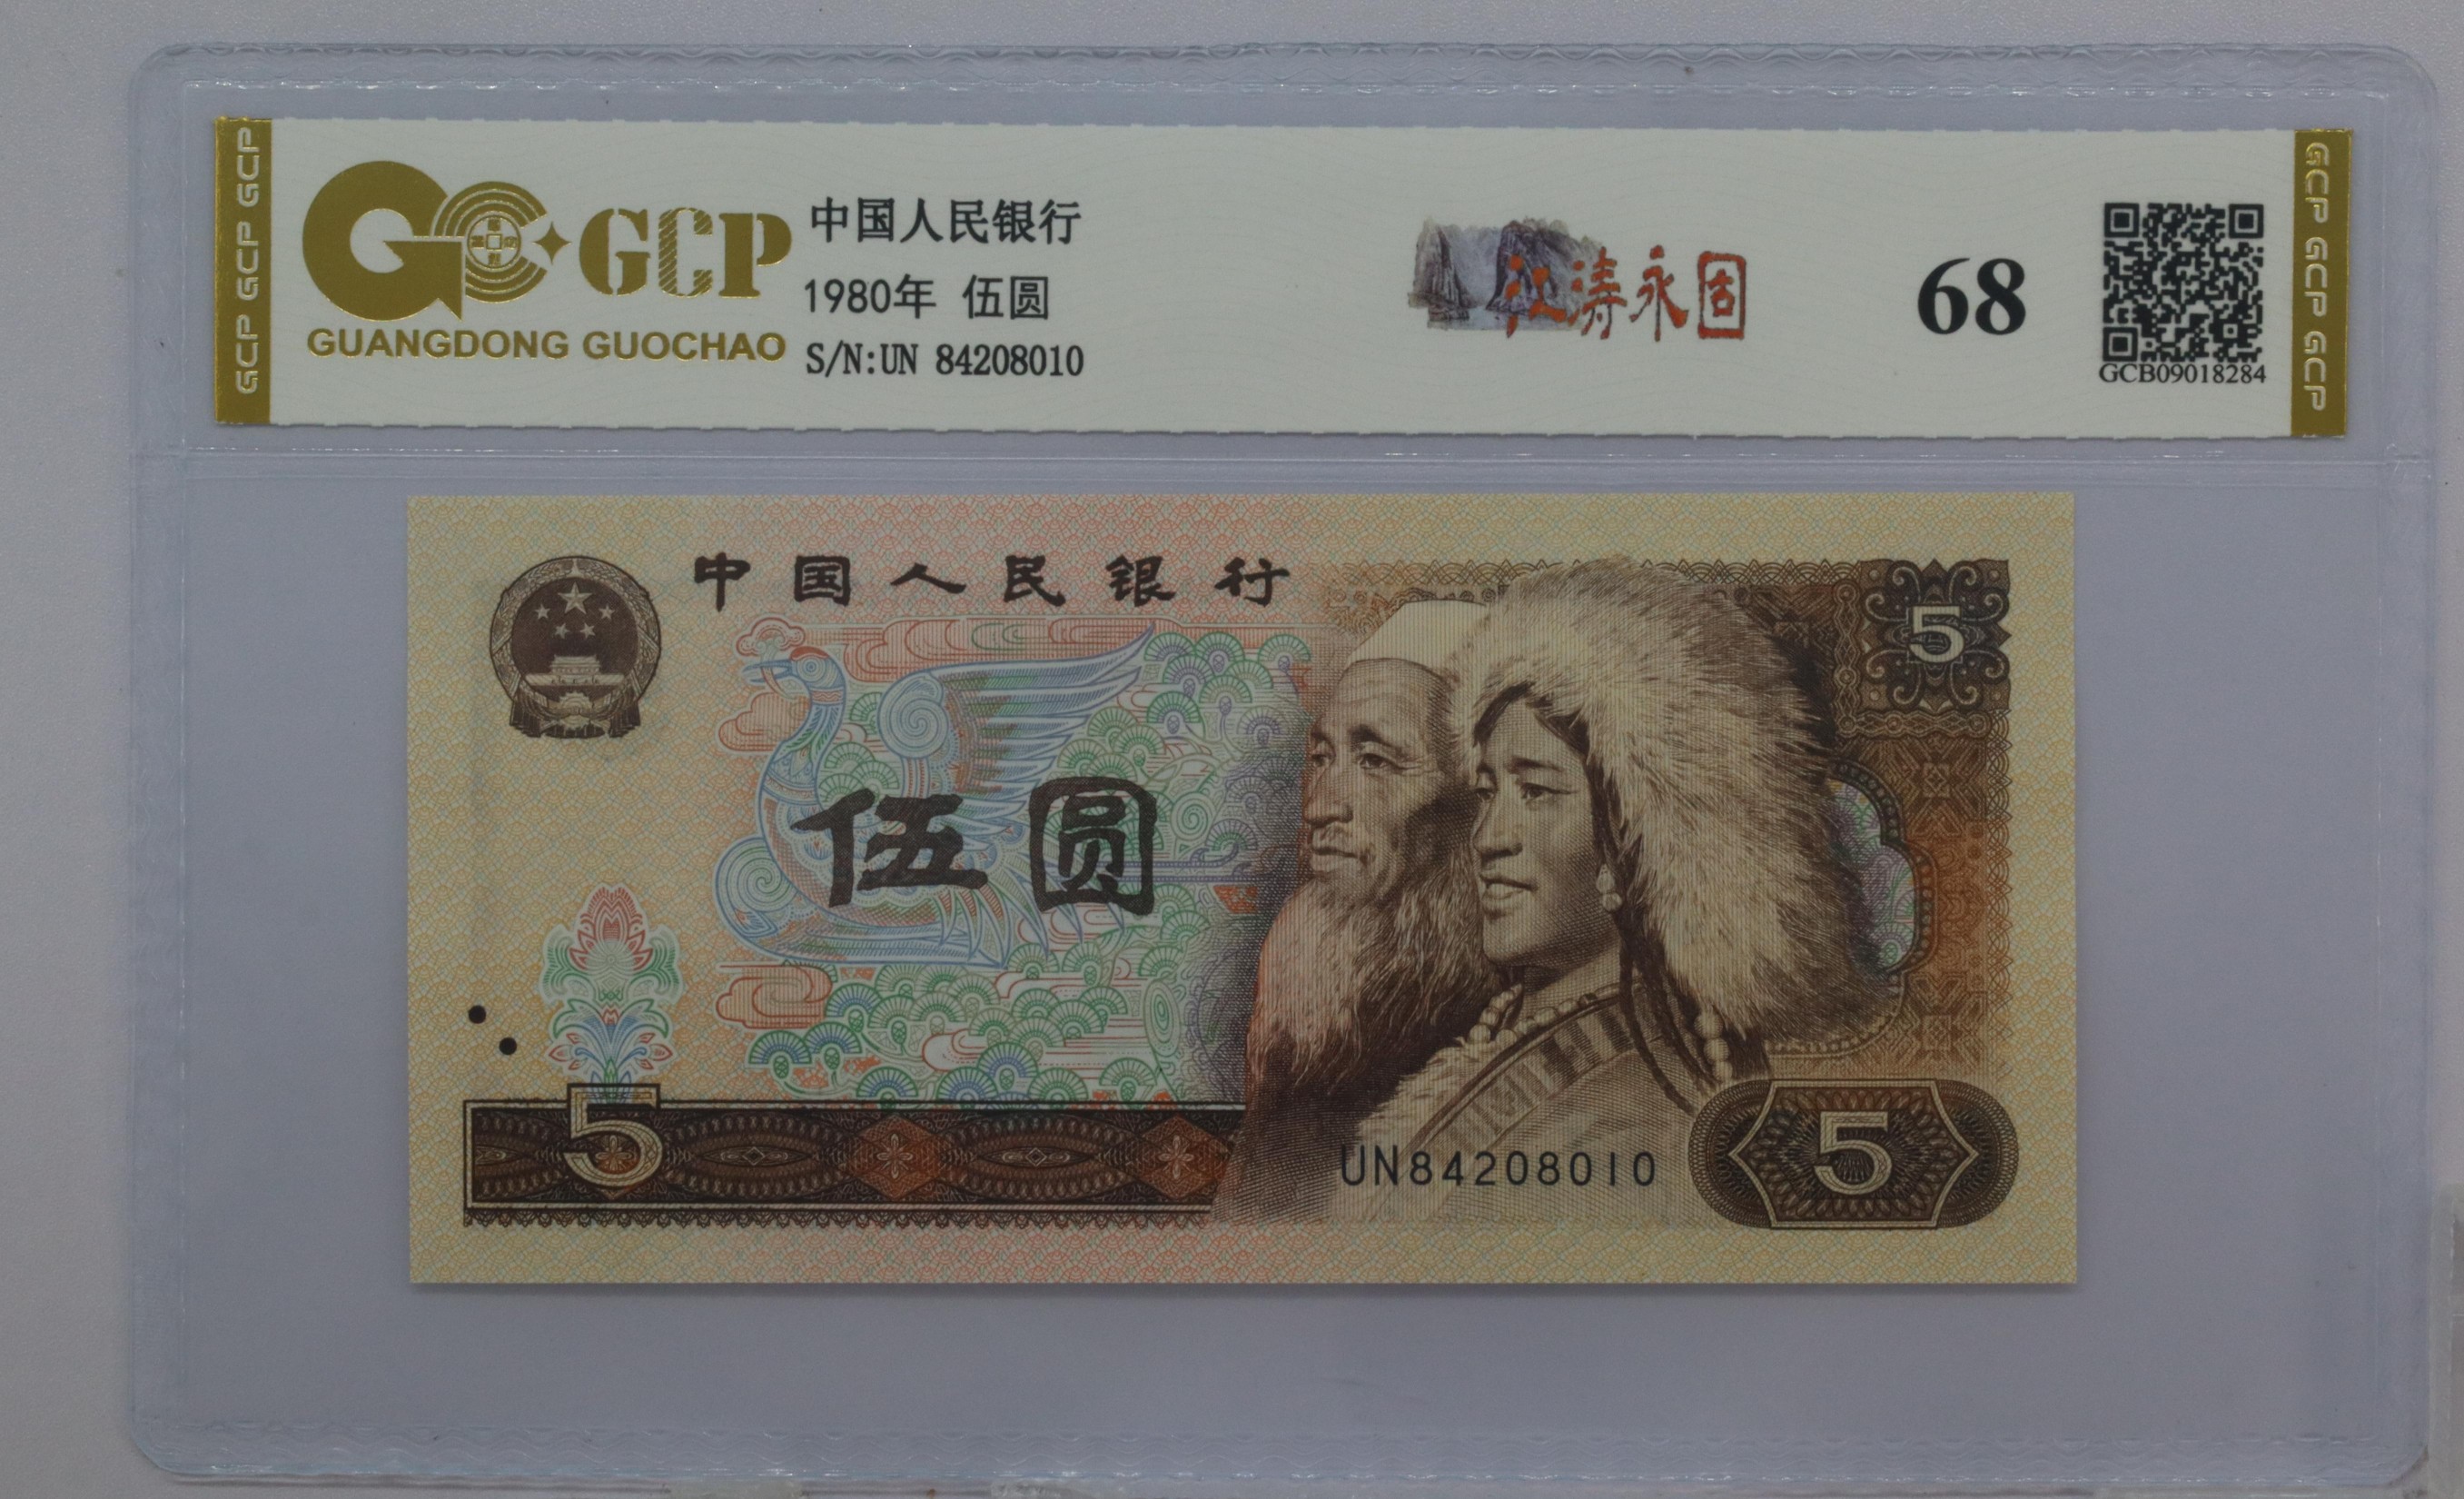 GCP GCP GCP
GCP
GUANGDONG GUOCHAO
中国人民银行
1980年 伍圆
S/N:UN 84208010
江涛永固
68
GCB09018284
GCP GCP GCP
中国人民银行
5
伍圆
5
UN84208010
5